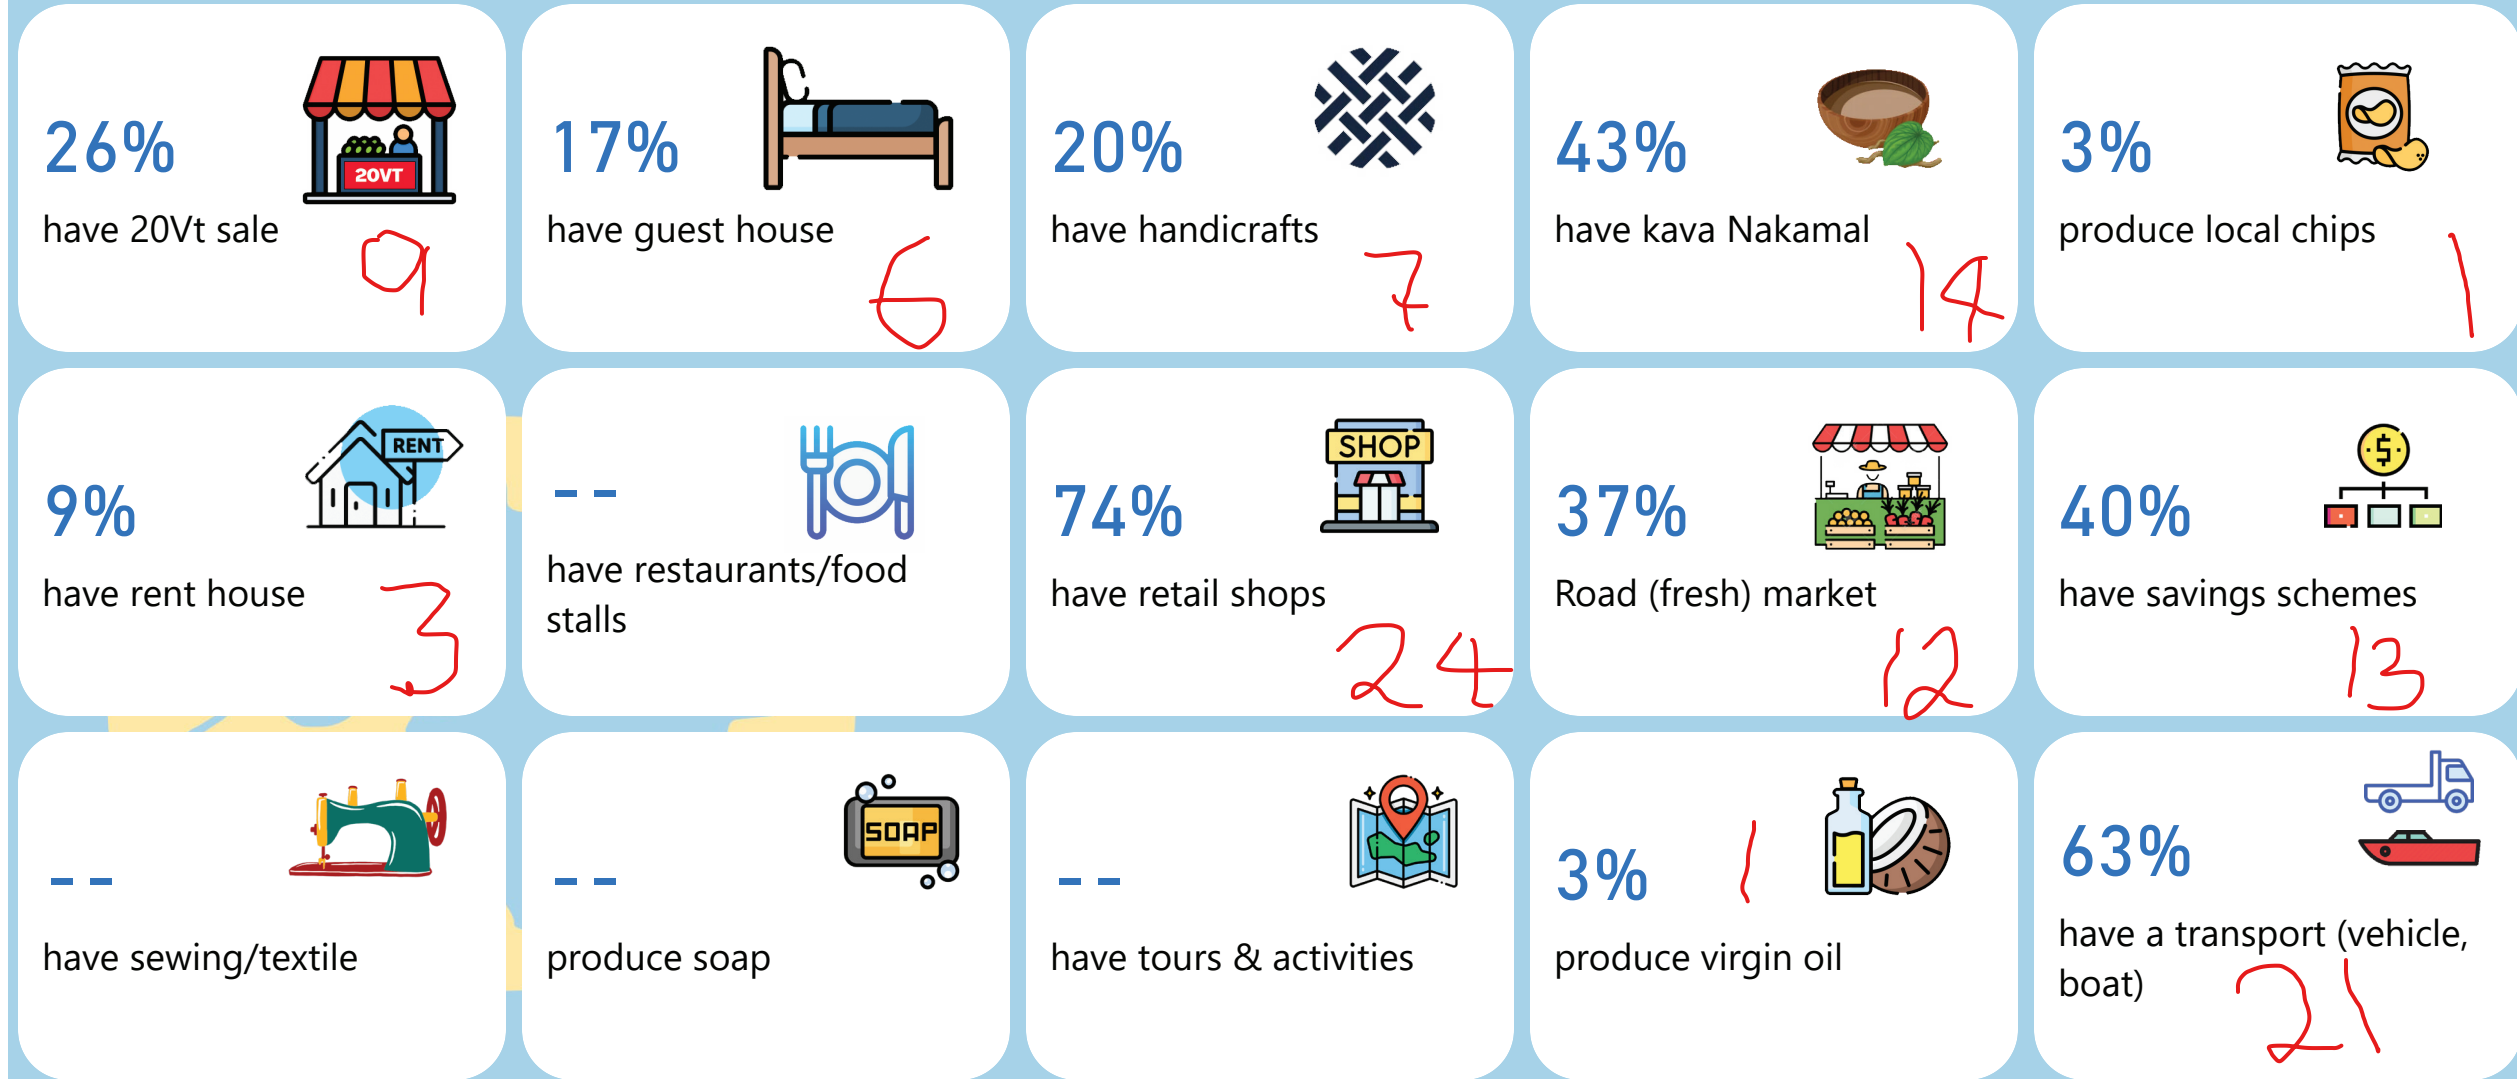 26%
20VT
have 20Vt sale
9
17%
have guest house
6
20%
have handicrafts
7
43%
have kava Nakamal
14
3%
produce local chips
1
RENT
9%
have rent house
3
--
have restaurants/food
stalls
SHOP
74%
have retail shops
24
37%
Road (fresh) market
12
$
40%
have savings schemes
13
--
have sewing/textile
SOAP
--
produce soap
--
have tours & activities
3%
1
produce virgin oil
63%
have a transport (vehicle,
boat)
21